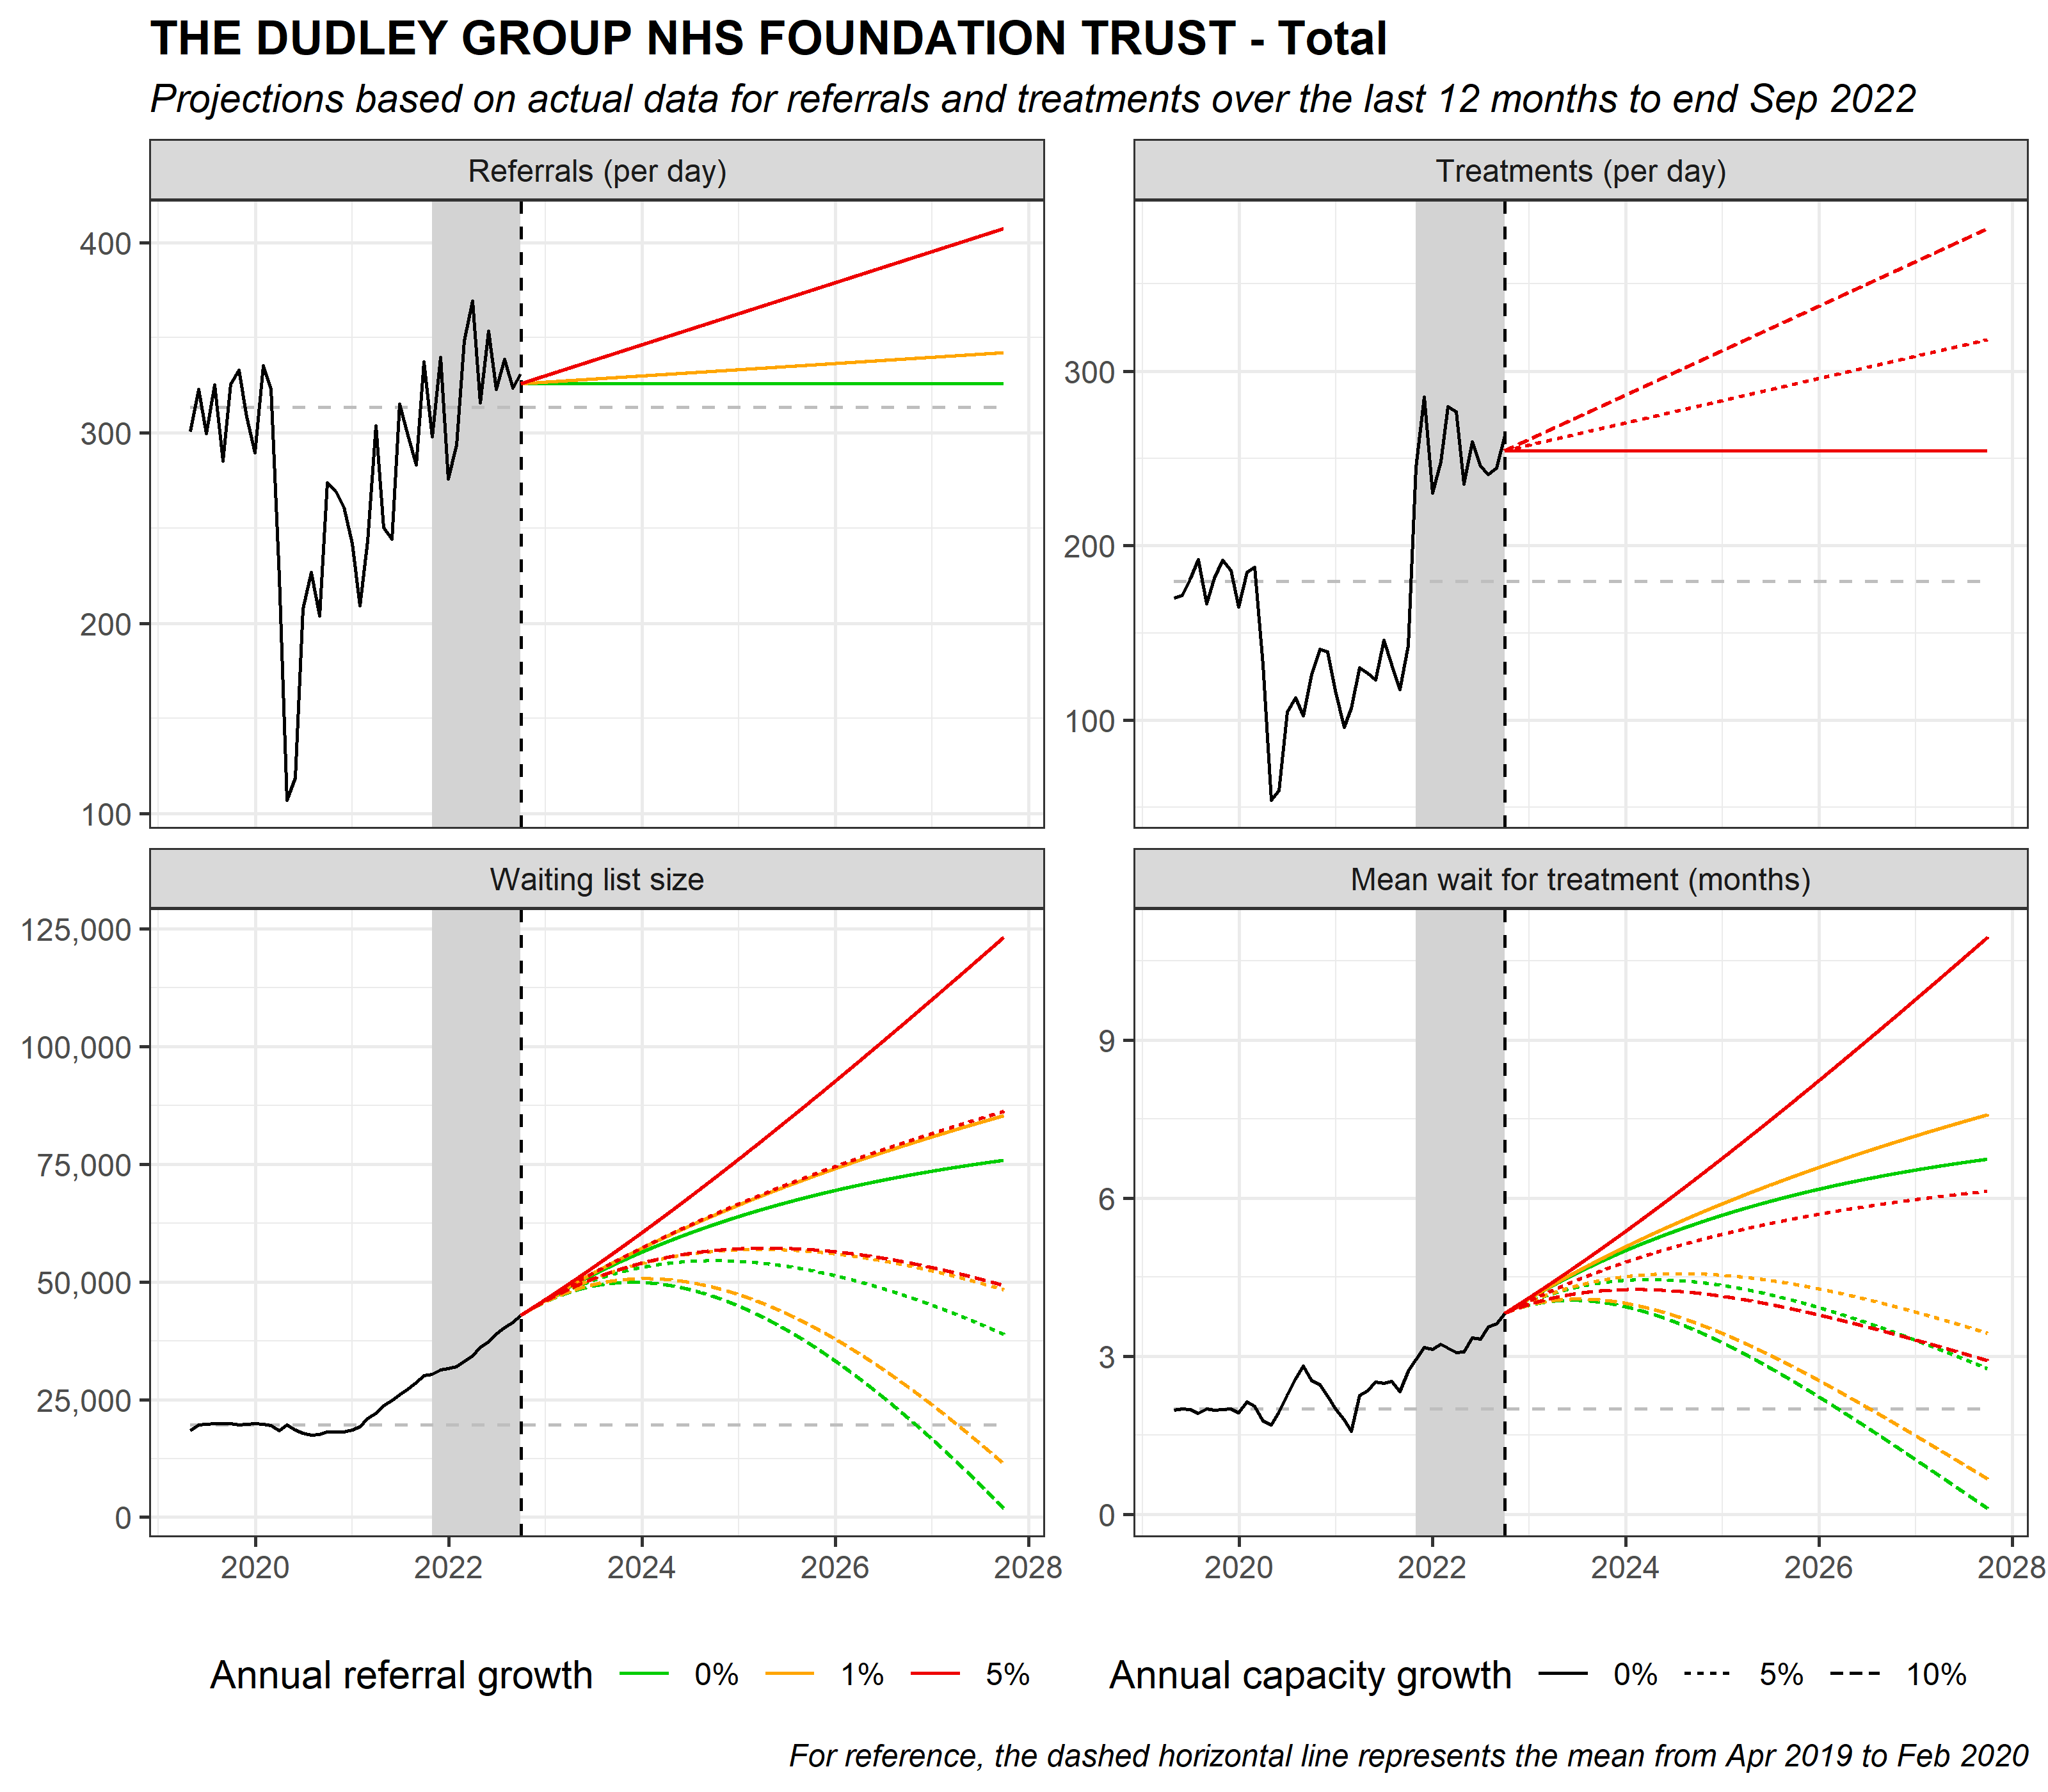 THE DUDLEY GROUP NHS FOUNDATION TRUST - Total
Projections based on actual data for referrals and treatments over the last 12 months to end Sep 2022
Referrals (per day)
400
300
200
100
Treatments (per day)
300
200
100
Waiting list size
125,000
100,000
75,000
50,000
25,000
0
2020 2022 2024 2026 2028
Mean wait for treatment (months)
9
6
3
0
2020 2022 2024 2026 2028
Annual referral growth 0% 1% 5%
Annual capacity growth 0% 5% 10%
For reference, the dashed horizontal line represents the mean from Apr 2019 to Feb 2020